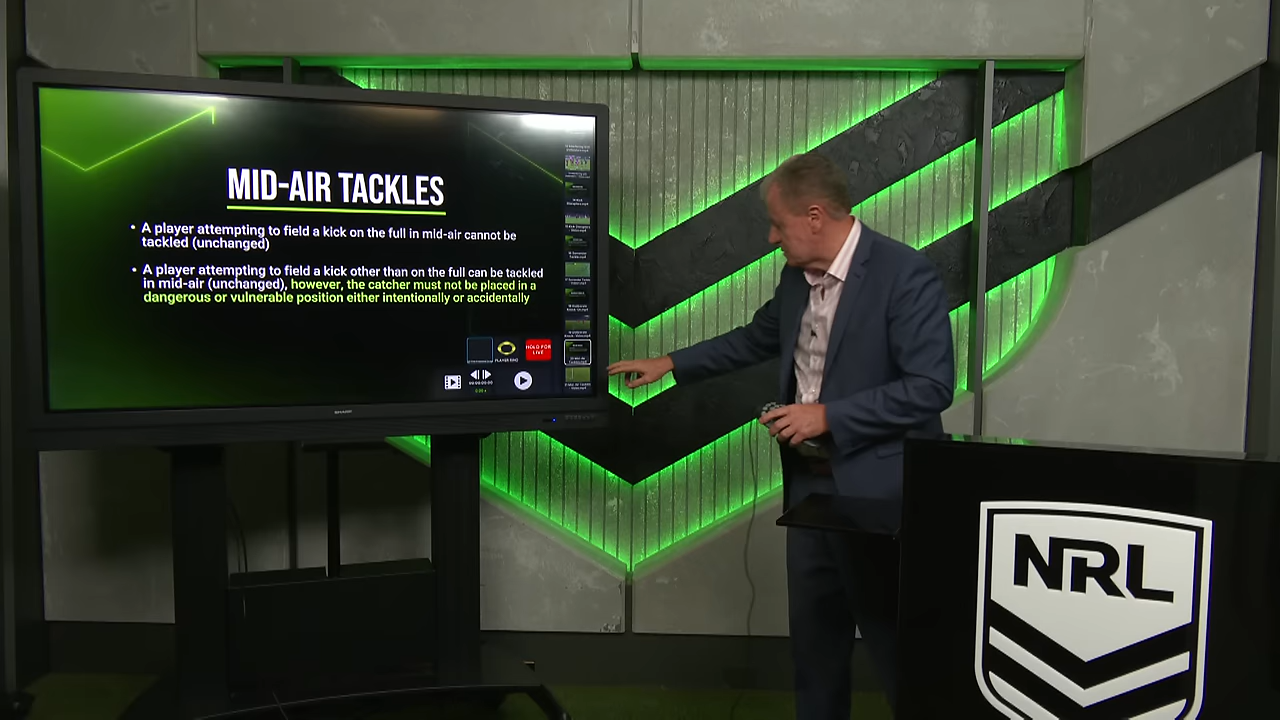 MID-AIR TACKLES
• A player attempting to field a kick on the full in mid-air cannot be
tackled (unchanged)
• A player attempting to field a kick other than on the full can be tackled
in mid-air (unchanged), however, the catcher must not be placed in a
dangerous or vulnerable position either intentionally or accidentally
HOLD FOR
LIVE
SHARP
NRL